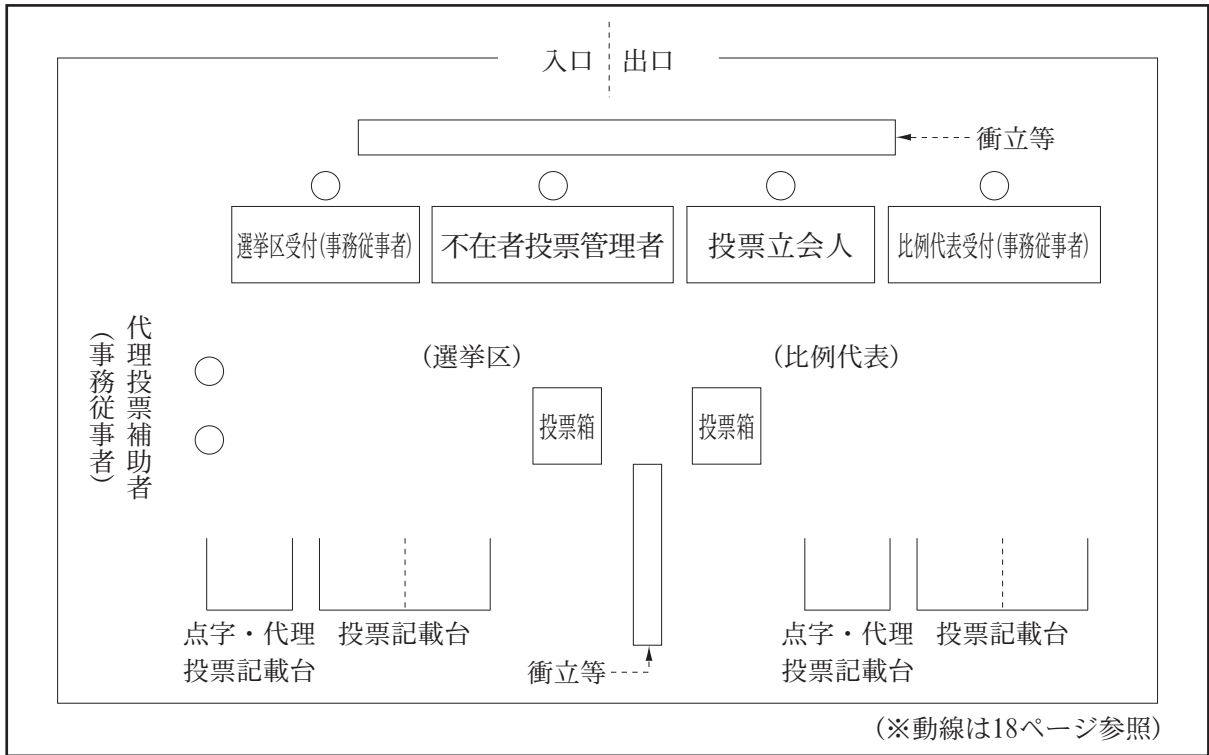 入口 出口
衝立等
選挙区受付(事務従事者) 不在者投票管理者 投票立会人 比例代表受付(事務従事者)
代理投票補助者
(事務従事者)
(選挙区) (比例代表)
投票箱 投票箱
点字・代理 投票記載台 点字・代理 投票記載台
投票記載台 投票記載台
衝立等
(※動線は18ページ参照)